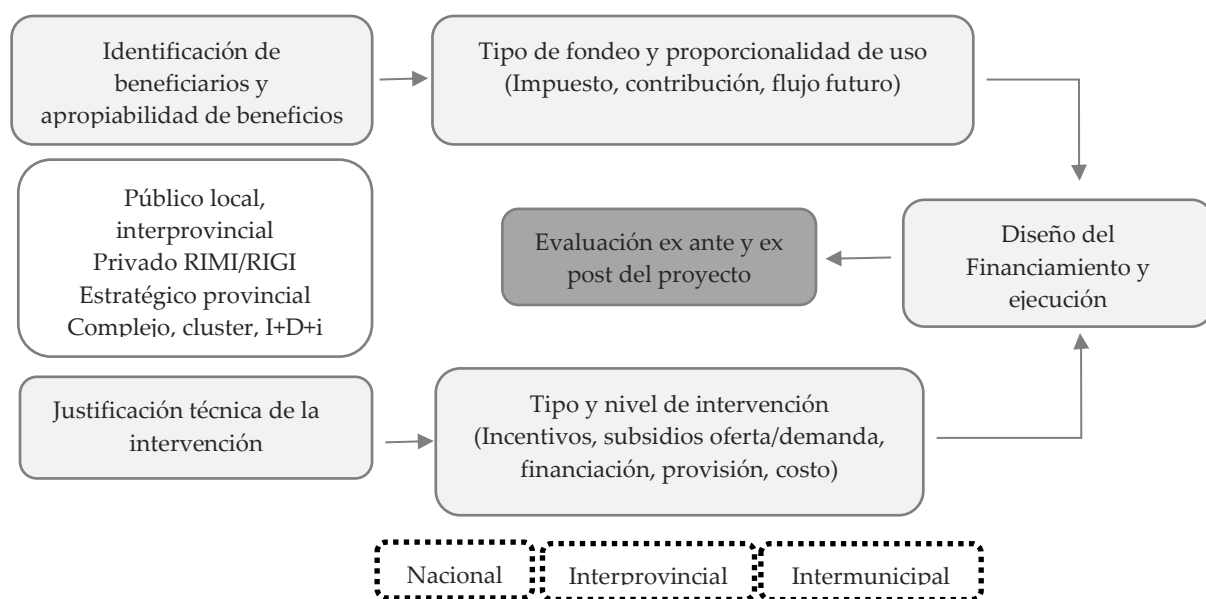 Identificación de
beneficiarios y
apropiabilidad de beneficios
Tipo de fondeo y proporcionalidad de uso
(Impuesto, contribución, flujo futuro)
Público local,
interprovincial
Privado RIMI/RIGI
Estratégico provincial
Complejo, cluster, I+D+i
Evaluación ex ante y ex
post del proyecto
Diseño del
Financiamiento y
ejecución
Justificación técnica de la
intervención
Tipo y nivel de intervención
(Incentivos, subsidios oferta/demanda,
financiación, provisión, costo)
Nacional
Interprovincial
Intermunicipal